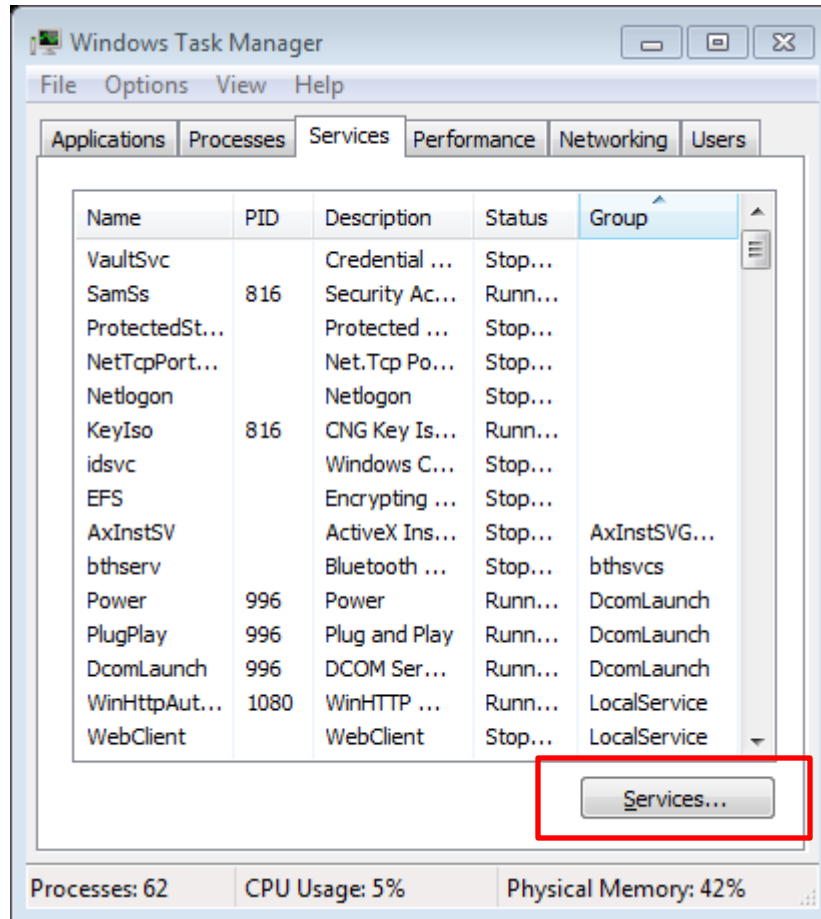 Windows Task Manager
File Options View Help
Applications Processes Services Performance Networking Users
Name PID Description Status Group
VaultSvc Credential ... Stop...
SamSs 816 Security Ac... Runn...
ProtectedSt... Protected ... Stop...
NetTcpPort... Net.Tcp Po... Stop...
Netlogon Netlogon Stop...
KeyIso 816 CNG Key Is... Runn...
idsvc Windows C... Stop...
EFS Encrypting ... Stop...
AxInstSV ActiveX Ins... Stop... AxInstSVG...
bthserv Bluetooth ... Stop... bthsvcs
Power 996 Power Runn... DcomLaunch
PlugPlay 996 Plug and Play Runn... DcomLaunch
DcomLaunch 996 DCOM Ser... Runn... DcomLaunch
WinHttpAut... 1080 WinHTTP ... Runn... LocalService
WebClient WebClient Stop... LocalService
Services...
Processes: 62 CPU Usage: 5% Physical Memory: 42%